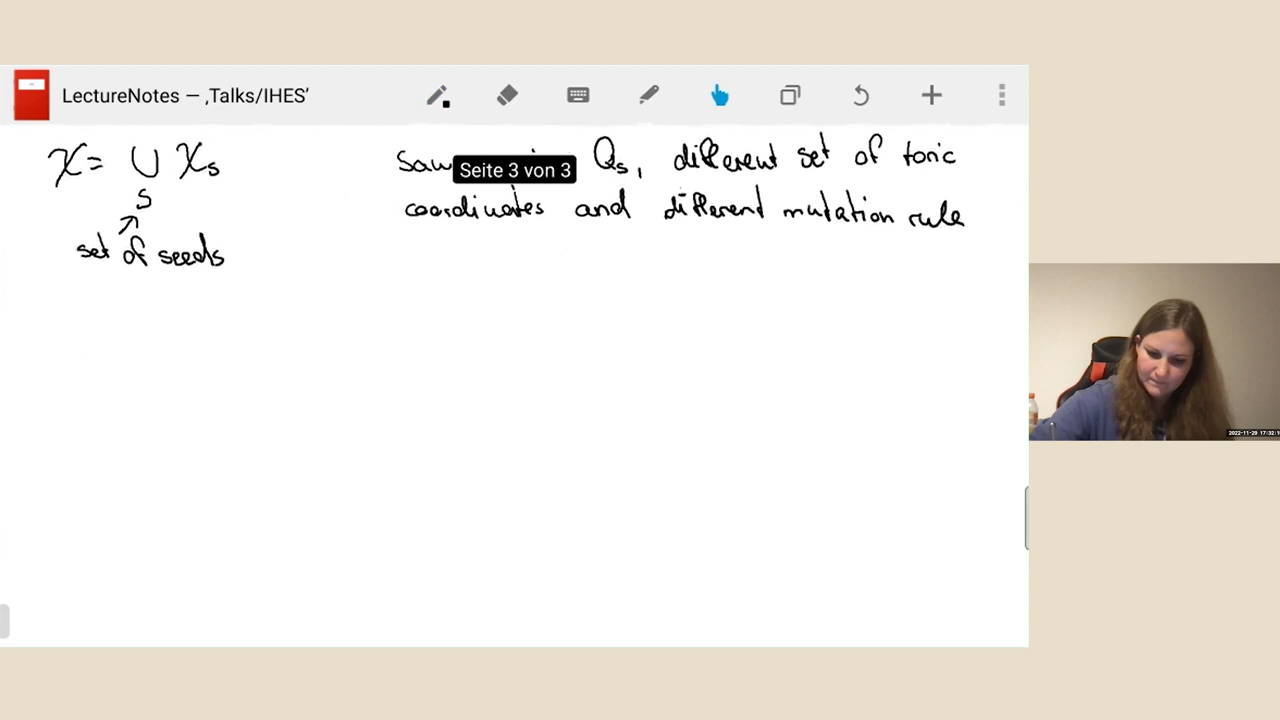 LectureNotes — ‚Talks/IHES’
𝒳 = ∪ 𝒳s
s
set of seeds
Seite 3 von 3
Qs, different set of toric
coordinates and different mutation rule